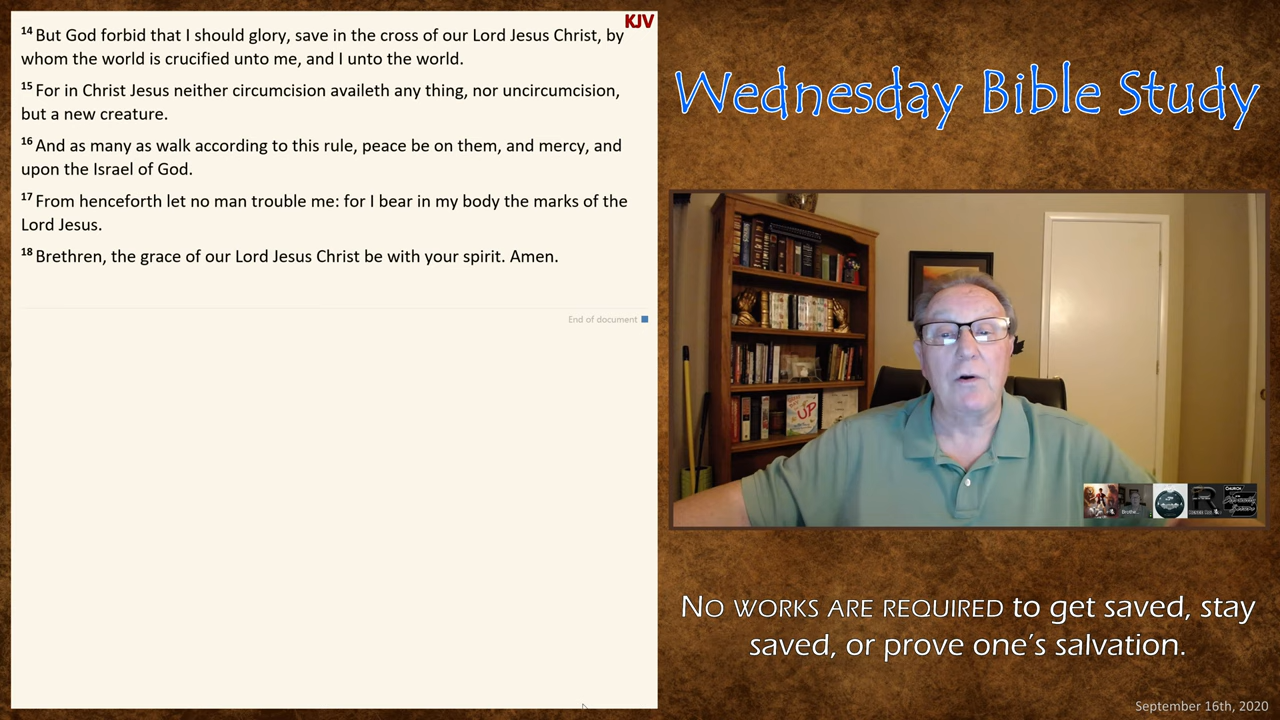 KJV
14 But God forbid that I should glory, save in the cross of our Lord Jesus Christ, by
whom the world is crucified unto me, and I unto the world.
15 For in Christ Jesus neither circumcision availeth any thing, nor uncircumcision,
but a new creature.
16 And as many as walk according to this rule, peace be on them, and mercy, and
upon the Israel of God.
17 From henceforth let no man trouble me: for I bear in my body the marks of the
Lord Jesus.
18 Brethren, the grace of our Lord Jesus Christ be with your spirit. Amen.
End of document
Wednesday Bible Study
UP
NO WORKS ARE REQUIRED to get saved, stay
saved, or prove one's salvation.
September 16th, 2020